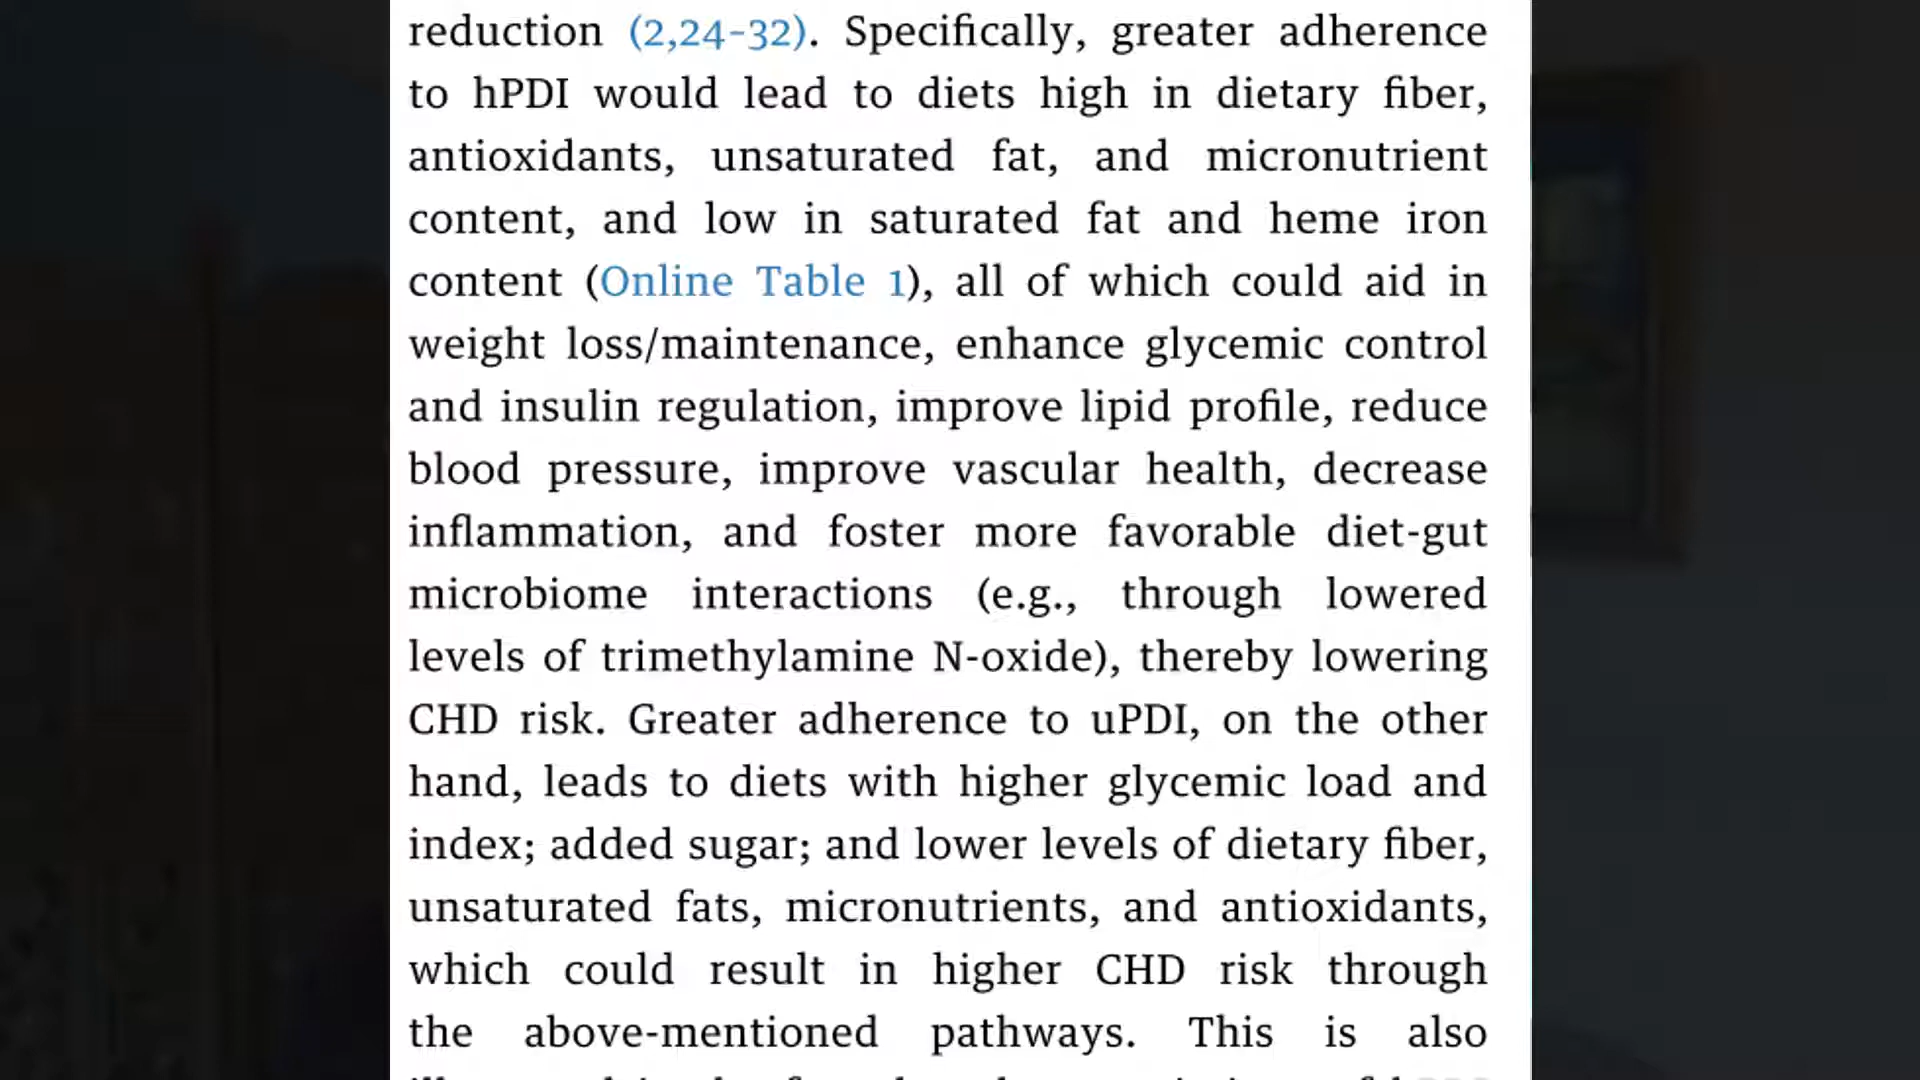 reduction (2,24-32). Specifically, greater adherence
to hPDI would lead to diets high in dietary fiber,
antioxidants, unsaturated fat, and micronutrient
content, and low in saturated fat and heme iron
content (Online Table 1), all of which could aid in
weight loss/maintenance, enhance glycemic control
and insulin regulation, improve lipid profile, reduce
blood pressure, improve vascular health, decrease
inflammation, and foster more favorable diet-gut
microbiome interactions (e.g., through lowered
levels of trimethylamine N-oxide), thereby lowering
CHD risk. Greater adherence to uPDI, on the other
hand, leads to diets with higher glycemic load and
index; added sugar; and lower levels of dietary fiber,
unsaturated fats, micronutrients, and antioxidants,
which could result in higher CHD risk through
the above-mentioned pathways. This is also